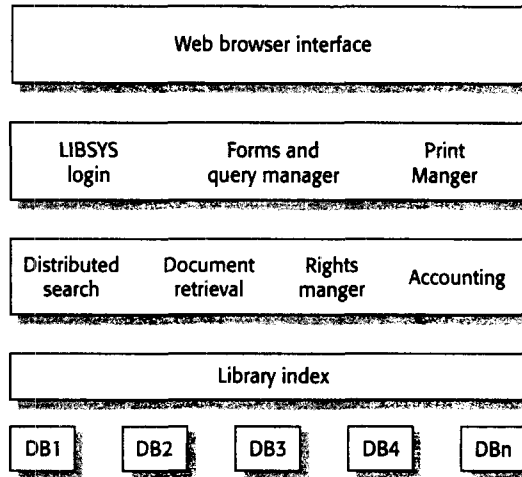 Web browser interface
LIBSYS Forms and Print
login query manager Manger
Distributed Document Rights Accounting
search retrieval manger
Library index
DB1 DB2 DB3 DB4 DBn